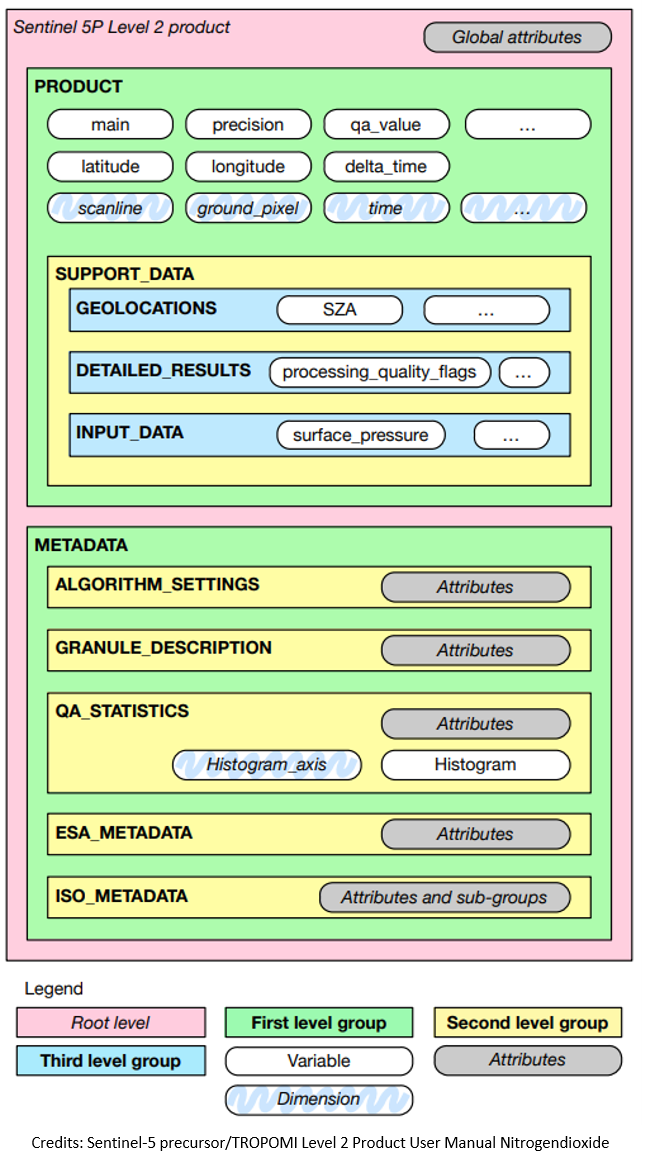 Sentinel 5P Level 2 product
Global attributes
PRODUCT
main precision qa_value ...
latitude longitude delta_time
scanline ground_pixel time ...
SUPPORT_DATA
GEOLOCATIONS SZA ...
DETAILED_RESULTS processing_quality_flags ...
INPUT_DATA surface_pressure ...
METADATA
ALGORITHM_SETTINGS Attributes
GRANULE_DESCRIPTION Attributes
QA_STATISTICS
Attributes
Histogram_axis Histogram
ESA_METADATA Attributes
ISO_METADATA Attributes and sub-groups
Legend
Root level First level group Second level group
Third level group Variable Attributes
Dimension
Credits: Sentinel-5 precursor/TROPOMI Level 2 Product User Manual Nitrogendioxide